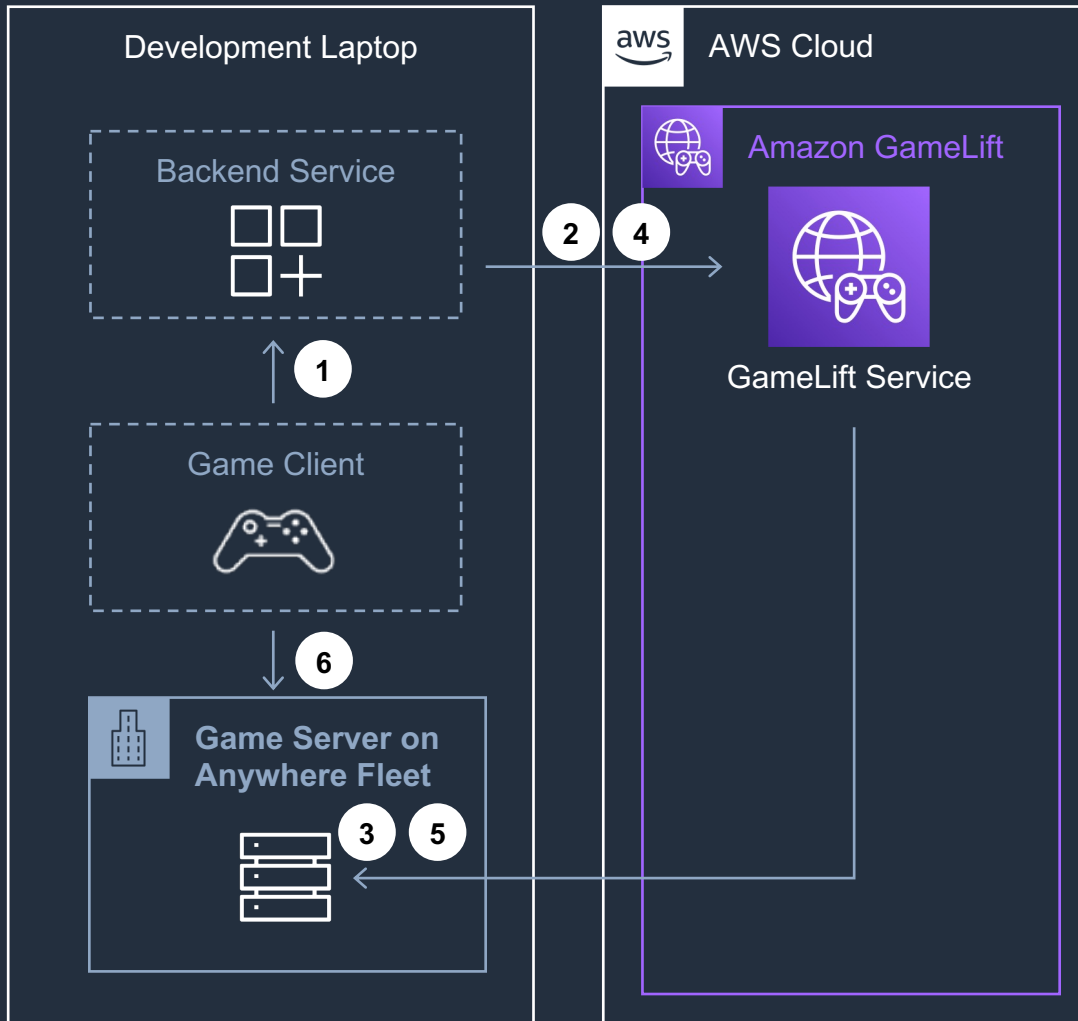 Development Laptop
aws
AWS Cloud
Backend Service
Amazon GameLift
2
4
GameLift Service
1
Game Client
6
Game Server on
Anywhere Fleet
3
5